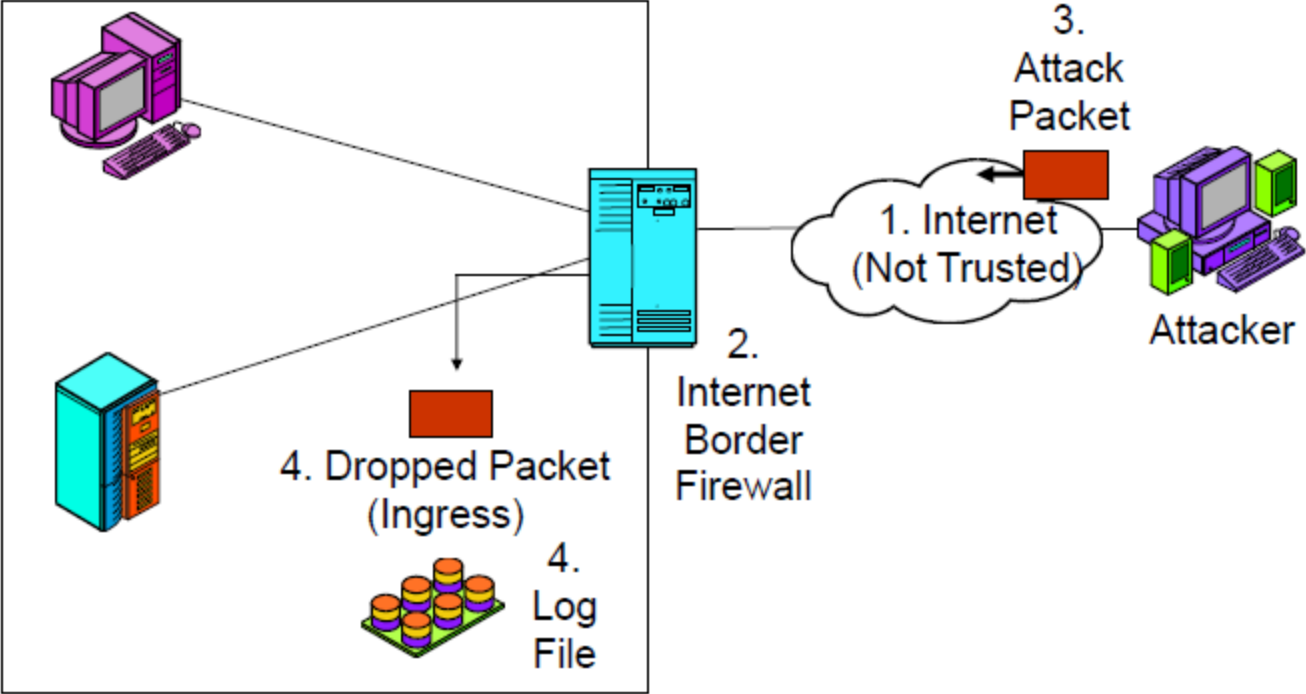 3.
Attack
Packet
1. Internet
(Not Trusted)
Attacker
2.
Internet
Border
Firewall
4. Dropped Packet
(Ingress)
4.
Log
File